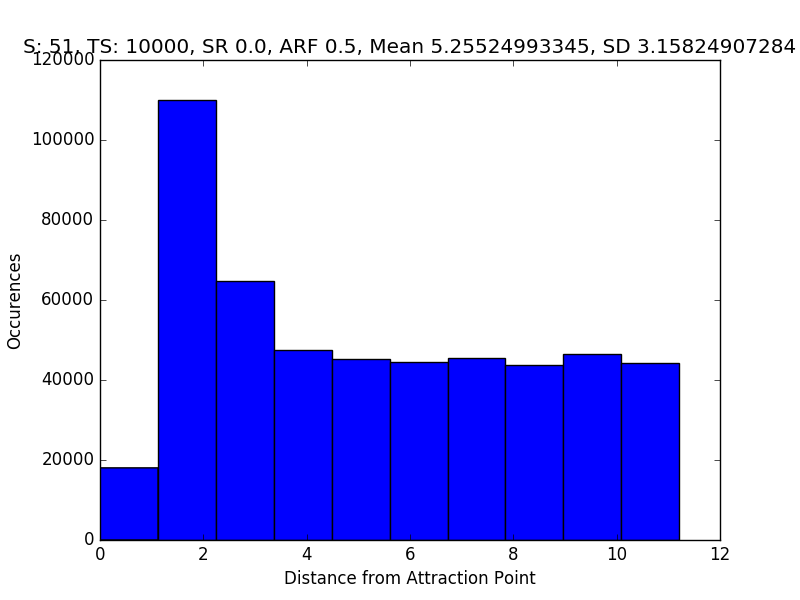 S: 51, TS: 10000, SR 0.0, ARF 0.5, Mean 5.25524993345, SD 3.15824907284
120000
100000
80000
60000
40000
20000
0
Occurences
0 2 4 6 8 10 12
Distance from Attraction Point